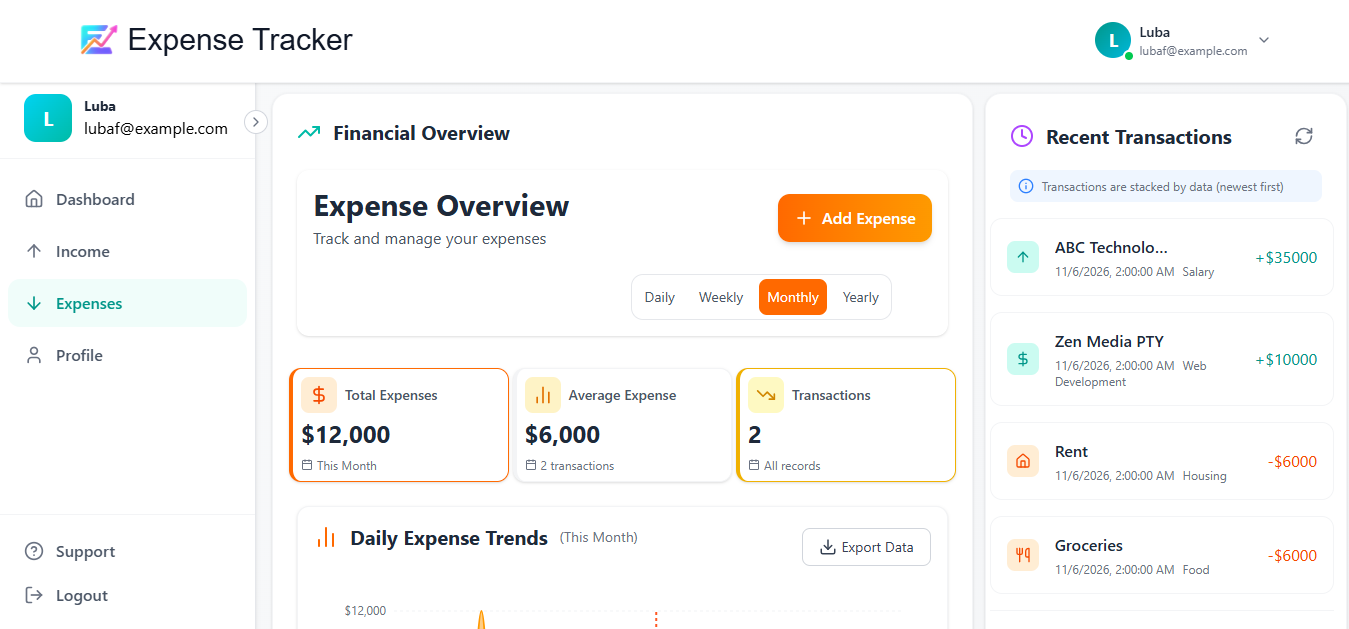 Expense Tracker
L
Luba
lubaf@example.com
L
Luba
lubaf@example.com
Dashboard
Income
Expenses
Profile
Support
Logout
Financial Overview
Expense Overview
Track and manage your expenses
+ Add Expense
Daily Weekly Monthly Yearly
$ Total Expenses
$12,000
This Month
Average Expense
$6,000
2 transactions
Transactions
2
All records
Daily Expense Trends (This Month)
Export Data
$12,000
Recent Transactions
Transactions are stacked by data (newest first)
ABC Technolo...
11/6/2026, 2:00:00 AM Salary
+$35000
$
Zen Media PTY
11/6/2026, 2:00:00 AM Web
Development
+$10000
Rent
11/6/2026, 2:00:00 AM Housing
-$6000
Groceries
11/6/2026, 2:00:00 AM Food
-$6000